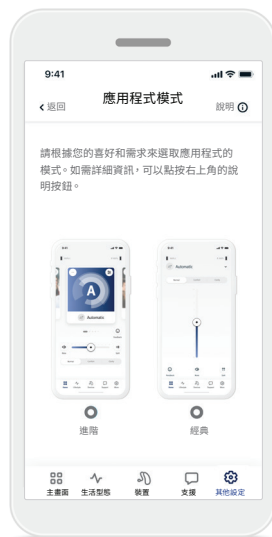 9:41
返回
應用程式模式
說明
請根據您的喜好和需求來選取應用程式的
模式。如需詳細資訊，可以點按右上角的說
明按鈕。
A
Automatic
Automatic
進階
經典
主畫面
生活型態
裝置
支援
其他設定